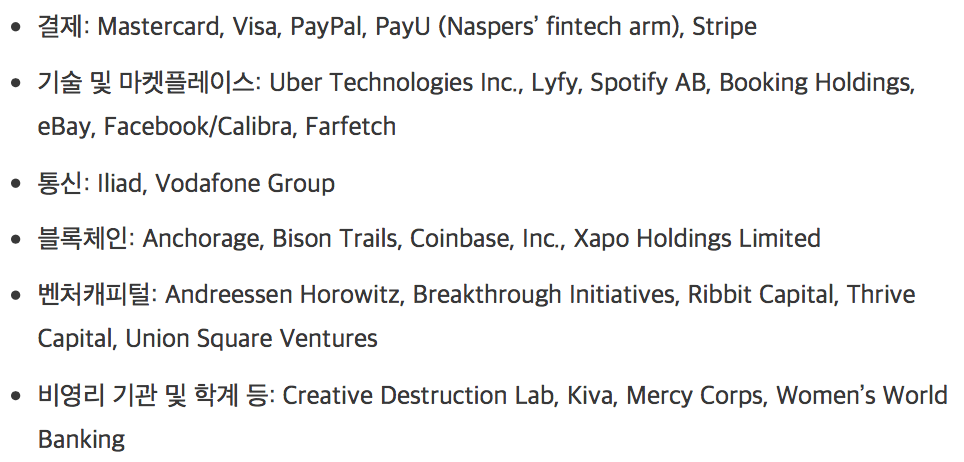 • 결제: Mastercard, Visa, PayPal, PayU (Naspers’ fintech arm), Stripe
• 기술 및 마켓플레이스: Uber Technologies Inc., Lyfy, Spotify AB, Booking Holdings,
eBay, Facebook/Calibra, Farfetch
• 통신: Iliad, Vodafone Group
• 블록체인: Anchorage, Bison Trails, Coinbase, Inc., Xapo Holdings Limited
• 벤처캐피털: Andreessen Horowitz, Breakthrough Initiatives, Ribbit Capital, Thrive
Capital, Union Square Ventures
• 비영리 기관 및 학계 등: Creative Destruction Lab, Kiva, Mercy Corps, Women’s World
Banking